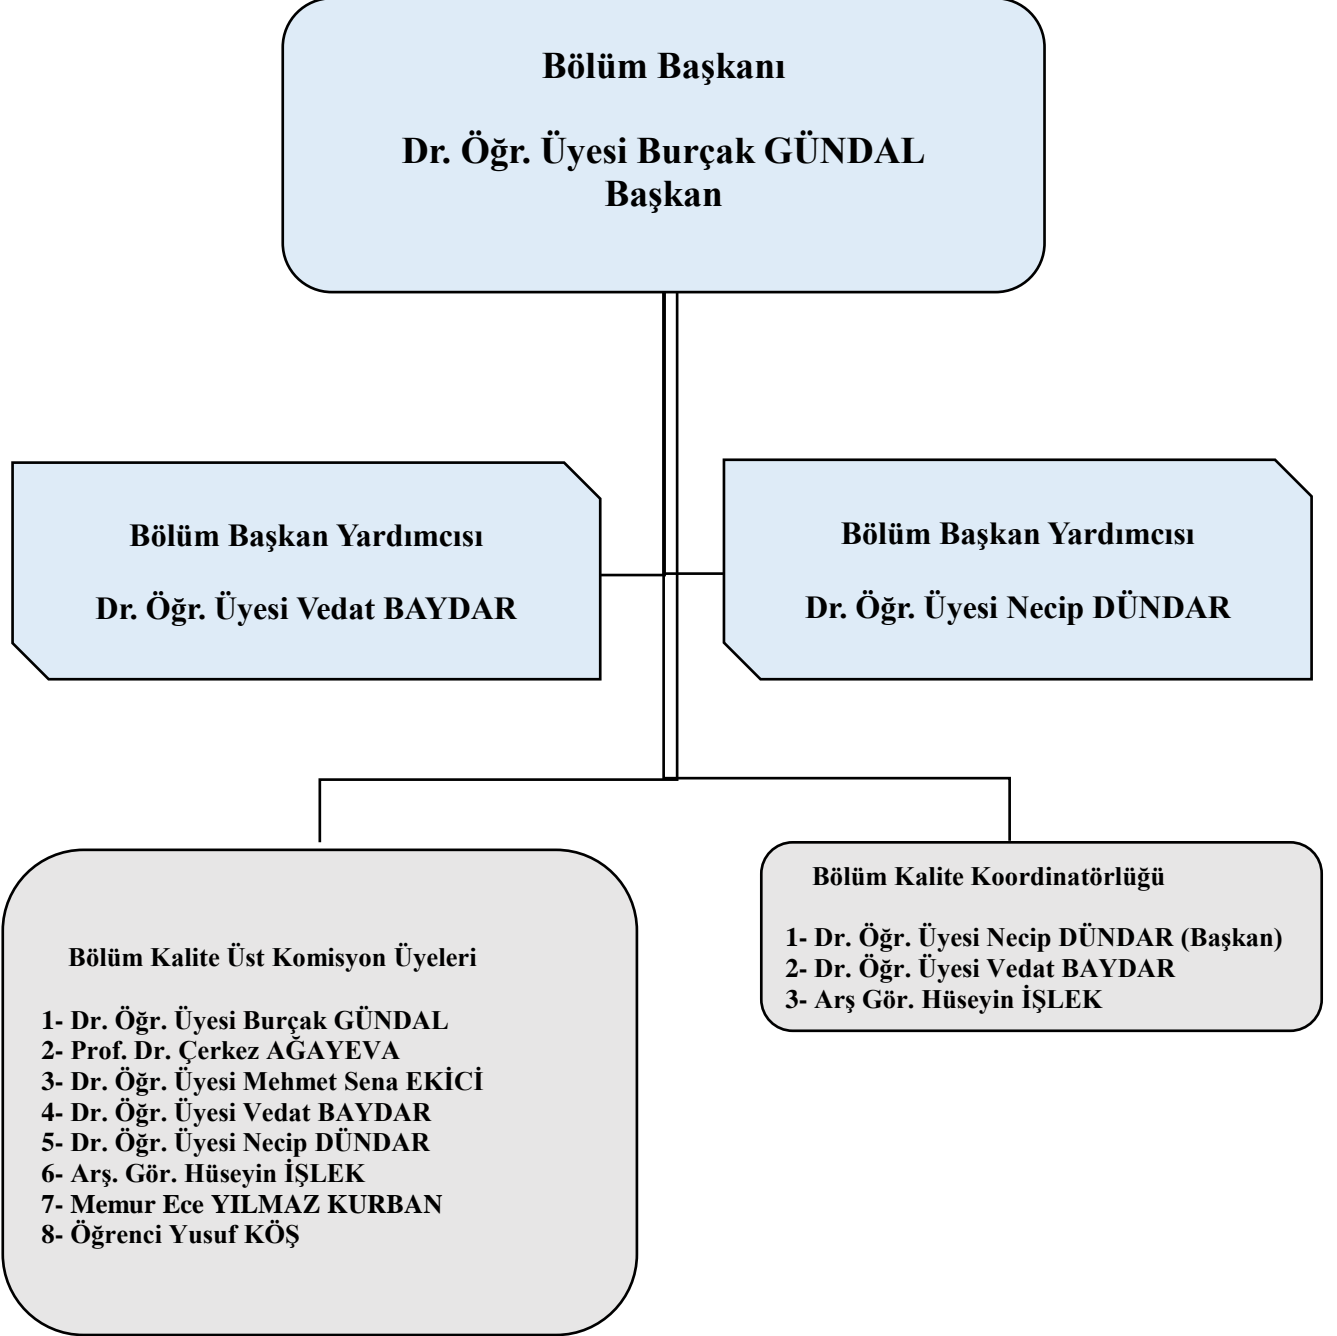 Bölüm Başkanı
Dr. Öğr. Üyesi Burçak GÜNDAL
Başkan
Bölüm Başkan Yardımcısı
Dr. Öğr. Üyesi Vedat BAYDAR
Bölüm Başkan Yardımcısı
Dr. Öğr. Üyesi Necip DÜNDAR
Bölüm Kalite Üst Komisyon Üyeleri
1- Dr. Öğr. Üyesi Burçak GÜNDAL
2- Prof. Dr. Çerkez AĞAYEVA
3- Dr. Öğr. Üyesi Mehmet Sena EKİCİ
4- Dr. Öğr. Üyesi Vedat BAYDAR
5- Dr. Öğr. Üyesi Necip DÜNDAR
6- Arş. Gör. Hüseyin İŞLEK
7- Memur Ece YILMAZ KURBAN
8- Öğrenci Yusuf KÖŞ
Bölüm Kalite Koordinatörlüğü
1- Dr. Öğr. Üyesi Necip DÜNDAR (Başkan)
2- Dr. Öğr. Üyesi Vedat BAYDAR
3- Arş Gör. Hüseyin İŞLEK